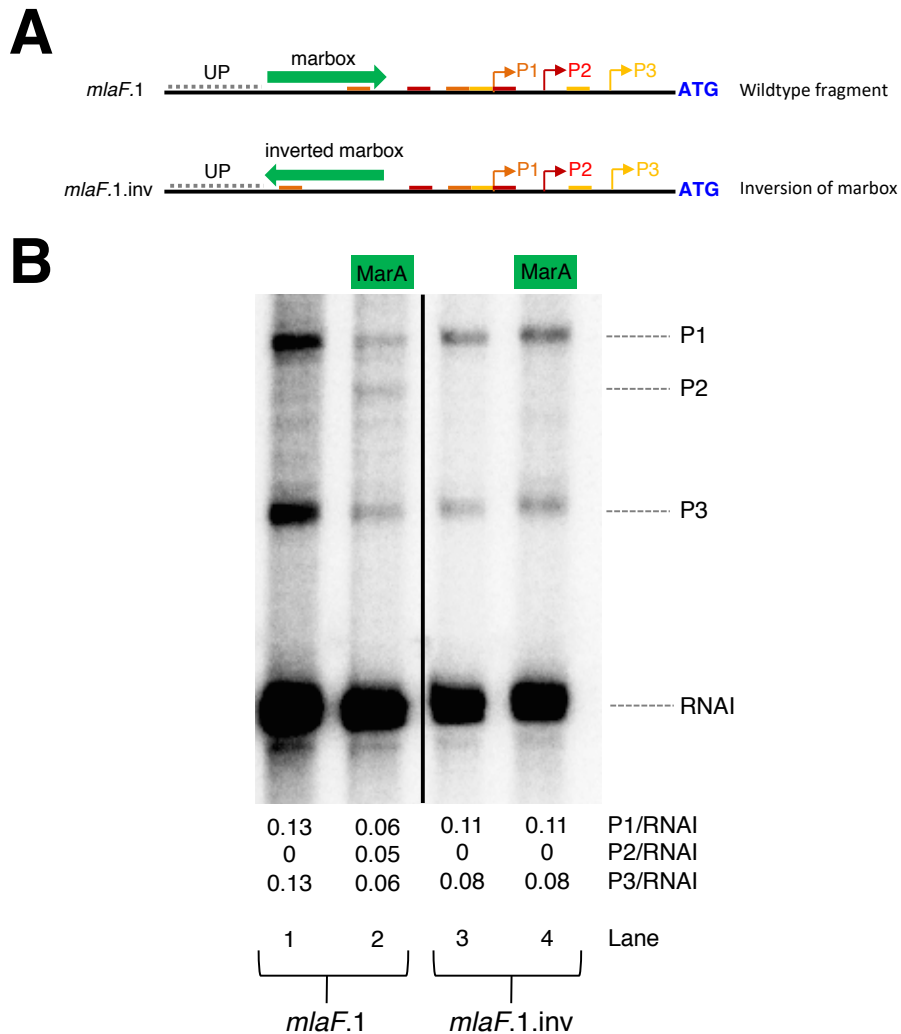 A
UP marbox P1 P2 P3
mlaF.1 ATG Wildtype fragment
UP inverted marbox P1 P2 P3
mlaF.1.inv ATG Inversion of marbox
B
MarA MarA
P1
P2
P3
RNAI
0.13 0.06 0.11 0.11 P1/RNAI
0 0.05 0 0 P2/RNAI
0.13 0.06 0.08 0.08 P3/RNAI
1 2 3 4 Lane
mlaF.1 mlaF.1.inv